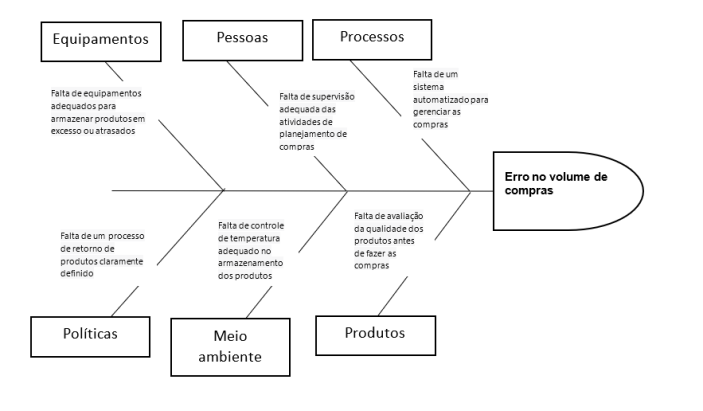 Equipamentos
Pessoas
Processos
Falta de equipamentos
adequados para
armazenar produtos em
excesso ou atrasados
Falta de supervisão
adequada das
atividades de
planejamento de
compras
Falta de um
sistema
automatizado para
gerenciar as
compras
Erro no volume de
compras
Falta de um processo
de retorno de
produtos claramente
definido
Falta de controle
de temperatura
adequado no
armazenamento
dos produtos
Falta de avaliação
da qualidade dos
produtos antes
de fazer as
compras
Políticas
Meio
ambiente
Produtos